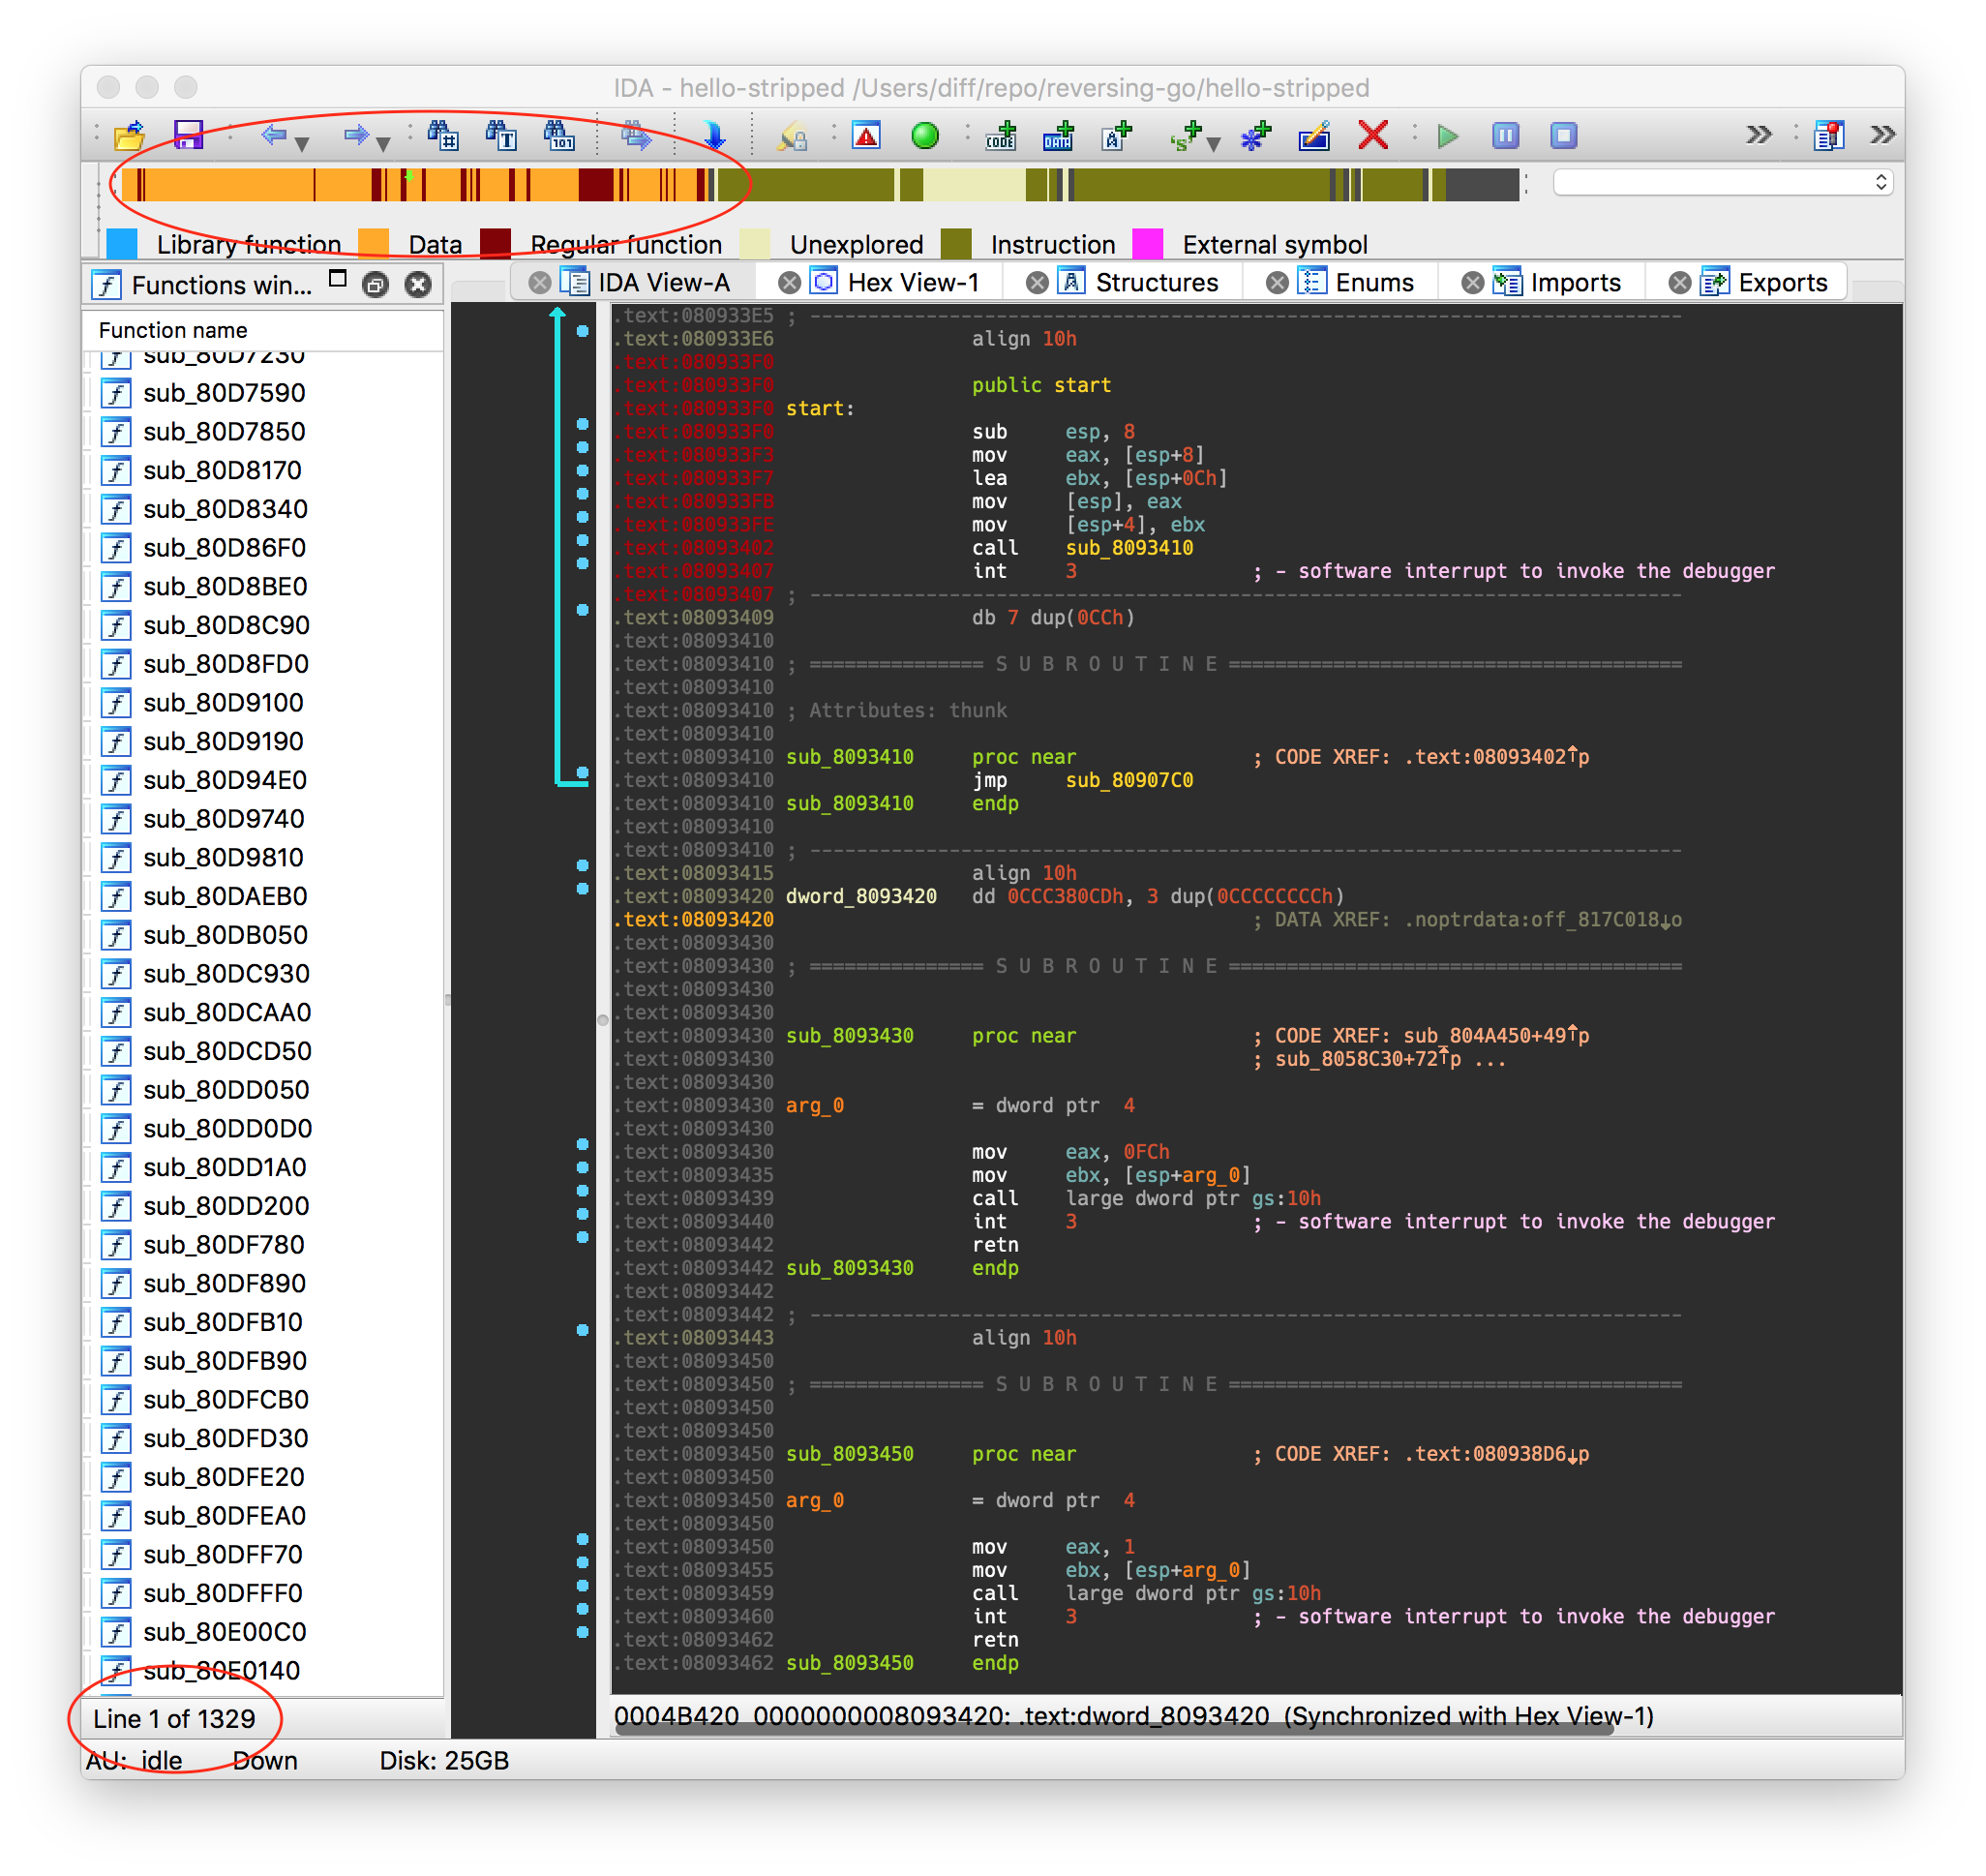 IDA - hello-stripped /Users/diff/repo/reversing-go/hello-stripped
Library function Data Regular function Unexplored Instruction External symbol
Functions win...
IDA View-A Hex View-1 Structures Enums Imports Exports
Function name
sub_80D7230
sub_80D7590
sub_80D7850
sub_80D8170
sub_80D8340
sub_80D86F0
sub_80D8BE0
sub_80D8C90
sub_80D8FD0
sub_80D9100
sub_80D9190
sub_80D94E0
sub_80D9740
sub_80D9810
sub_80DAEB0
sub_80DB050
sub_80DC930
sub_80DCAA0
sub_80DCD50
sub_80DD050
sub_80DD0D0
sub_80DD1A0
sub_80DD200
sub_80DF780
sub_80DF890
sub_80DFB10
sub_80DFB90
sub_80DFCB0
sub_80DFD30
sub_80DFE20
sub_80DFEA0
sub_80DFF70
sub_80DFFF0
sub_80E00C0
sub_80E0140
Line 1 of 1329
.text:080933E5 ; ---------------------------------------------------------------------------
.text:080933E6 align 10h
.text:080933F0
.text:080933F0 public start
.text:080933F0 start:
.text:080933F0 sub esp, 8
.text:080933F3 mov eax, [esp+8]
.text:080933F7 lea ebx, [esp+0Ch]
.text:080933FB mov [esp], eax
.text:080933FE mov [esp+4], ebx
.text:08093402 call sub_8093410
.text:08093407 int 3 ; - software interrupt to invoke the debugger
.text:08093407 ; ---------------------------------------------------------------------------
.text:08093409 db 7 dup(0CCh)
.text:08093410
.text:08093410 ; =============== S U B R O U T I N E =======================================
.text:08093410
.text:08093410 ; Attributes: thunk
.text:08093410
.text:08093410 sub_8093410 proc near ; CODE XREF: .text:08093402↑p
.text:08093410 jmp sub_80907C0
.text:08093410 sub_8093410 endp
.text:08093410
.text:08093410 ; ---------------------------------------------------------------------------
.text:08093415 align 10h
.text:08093420 dword_8093420 dd 0CCC380CDh, 3 dup(0CCCCCCCCh)
.text:08093420 ; DATA XREF: .noptrdata:off_817C018↓o
.text:08093430
.text:08093430 ; =============== S U B R O U T I N E =======================================
.text:08093430
.text:08093430
.text:08093430 sub_8093430 proc near ; CODE XREF: sub_804A450+49↑p
.text:08093430 ; sub_8058C30+72↑p ...
.text:08093430
.text:08093430 arg_0 = dword ptr 4
.text:08093430
.text:08093430 mov eax, 0FCh
.text:08093435 mov ebx, [esp+arg_0]
.text:08093439 call large dword ptr gs:10h
.text:08093440 int 3 ; - software interrupt to invoke the debugger
.text:08093442 retn
.text:08093442 sub_8093430 endp
.text:08093442
.text:08093442 ; ---------------------------------------------------------------------------
.text:08093443 align 10h
.text:08093450
.text:08093450 ; =============== S U B R O U T I N E =======================================
.text:08093450
.text:08093450
.text:08093450 sub_8093450 proc near ; CODE XREF: .text:080938D6↓p
.text:08093450
.text:08093450 arg_0 = dword ptr 4
.text:08093450
.text:08093450 mov eax, 1
.text:08093455 mov ebx, [esp+arg_0]
.text:08093459 call large dword ptr gs:10h
.text:08093460 int 3 ; - software interrupt to invoke the debugger
.text:08093462 retn
.text:08093462 sub_8093450 endp
0004B420 0000000008093420: .text:dword_8093420 (Synchronized with Hex View-1)
AU: idle Down Disk: 25GB